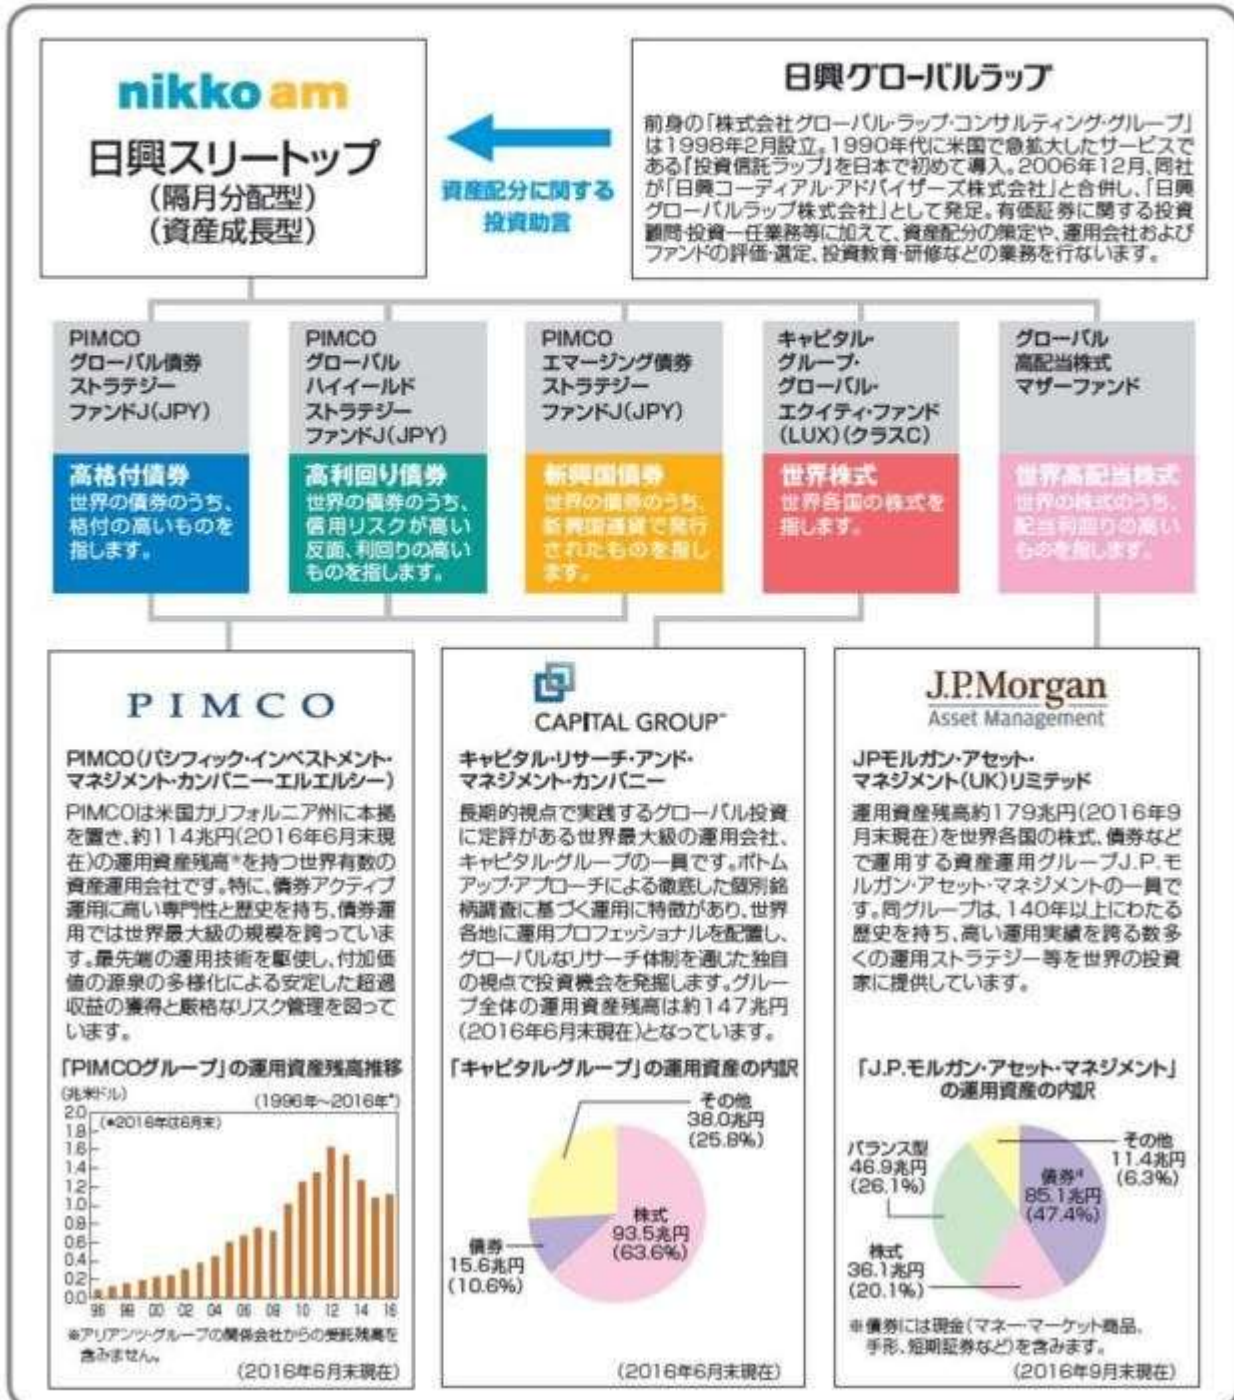 nikko am
日興スリートップ
(隔月分配型)
(資産成長型)
資産配分に関する
投資助言
日興グローバルラップ
前身の「株式会社グローバル・ラップ・コンサルティング・グループ」
は1998年2月設立。1990年代に米国で急拡大したサービスで
ある『投資信託ラップ』を日本で初めて導入。2006年12月、同社
が「日興コーディアル・アドバイザーズ株式会社」と合併し、「日興
グローバルラップ株式会社」として発足。有価証券に関する投資
顧問・投資一任業務等に加えて、資産配分の策定や、運用会社および
ファンドの評価・選定、投資教育・研修などの業務を行ないます。
PIMCO
グローバル債券
ストラテジー
ファンドJ(JPY)
高格付債券
世界の債券のうち、
格付の高いものを
指します。
PIMCO
グローバル
ハイイールド
ストラテジー
ファンドJ(JPY)
高利回り債券
世界の債券のうち、
信用リスクが高い
反面、利回りの高い
ものを指します。
PIMCO
エマージング債券
ストラテジー
ファンドJ(JPY)
新興国債券
世界の債券のうち、
新興国通貨で発行
されたものを指し
ます。
キャピタル・
グループ・
グローバル・
エクイティ・ファンド
(LUX)(クラスC)
世界株式
世界各国の株式を
指します。
グローバル
高配当株式
マザーファンド
世界高配当株式
世界の株式のうち、
配当利回りの高い
ものを指します。
PIMCO
PIMCO(パシフィック・インベストメント・
マネジメント・カンパニー・エルエルシー)
PIMCOは米国カリフォルニア州に本拠
を置き、約114兆円(2016年6月末現
在)の運用資産残高※を持つ世界有数の
資産運用会社です。特に、債券アクティブ
運用に高い専門性と歴史を持ち、債券運
用では世界最大級の規模を誇っていま
す。最先端の運用技術を駆使し、付加価
値の源泉の多様化による安定した超過
収益の獲得と厳格なリスク管理を図って
います。
「PIMCOグループ」の運用資産残高推移
(兆米ドル)
(1996年～2016年*)
(*2016年は6月末)
2.0
1.8
1.6
1.4
1.2
1.0
0.8
0.6
0.4
0.2
0.0
96 98 00 02 04 06 08 10 12 14 16
※アリアンツ・グループの関係会社からの受託残高を
含みません。
(2016年6月末現在)
CAPITAL GROUP℠
キャピタル・リサーチ・アンド・
マネジメント・カンパニー
長期的視点で実践するグローバル投資
に定評がある世界最大級の運用会社、
キャピタル・グループの一員です。ボトム
アップ・アプローチによる徹底した個別銘
柄調査に基づく運用に特徴があり、世界
各地に運用プロフェッショナルを配置し、
グローバルなリサーチ体制を通じた独自
の視点で投資機会を発掘します。グルー
プ全体の運用資産残高は約147兆円
(2016年6月末現在)となっています。
「キャピタル・グループ」の運用資産の内訳
その他
38.0兆円
(25.8%)
株式
93.5兆円
(63.6%)
債券
15.6兆円
(10.6%)
(2016年6月末現在)
J.P.Morgan
Asset Management
JPモルガン・アセット・
マネジメント(UK)リミテッド
運用資産残高約179兆円(2016年9
月末現在)を世界各国の株式、債券など
で運用する資産運用グループJ.P.モ
ルガン・アセット・マネジメントの一員で
す。同グループは、140年以上にわたる
歴史を持ち、高い運用実績を誇る数多
くの運用ストラテジー等を世界の投資
家に提供しています。
「J.P.モルガン・アセット・マネジメント」
の運用資産の内訳
その他
11.4兆円
(6.3%)
バランス型
46.9兆円
(26.1%)
債券※
85.1兆円
(47.4%)
株式
36.1兆円
(20.1%)
※債券には現金(マネー・マーケット商品、
手形、短期証券など)を含みます。
(2016年9月末現在)